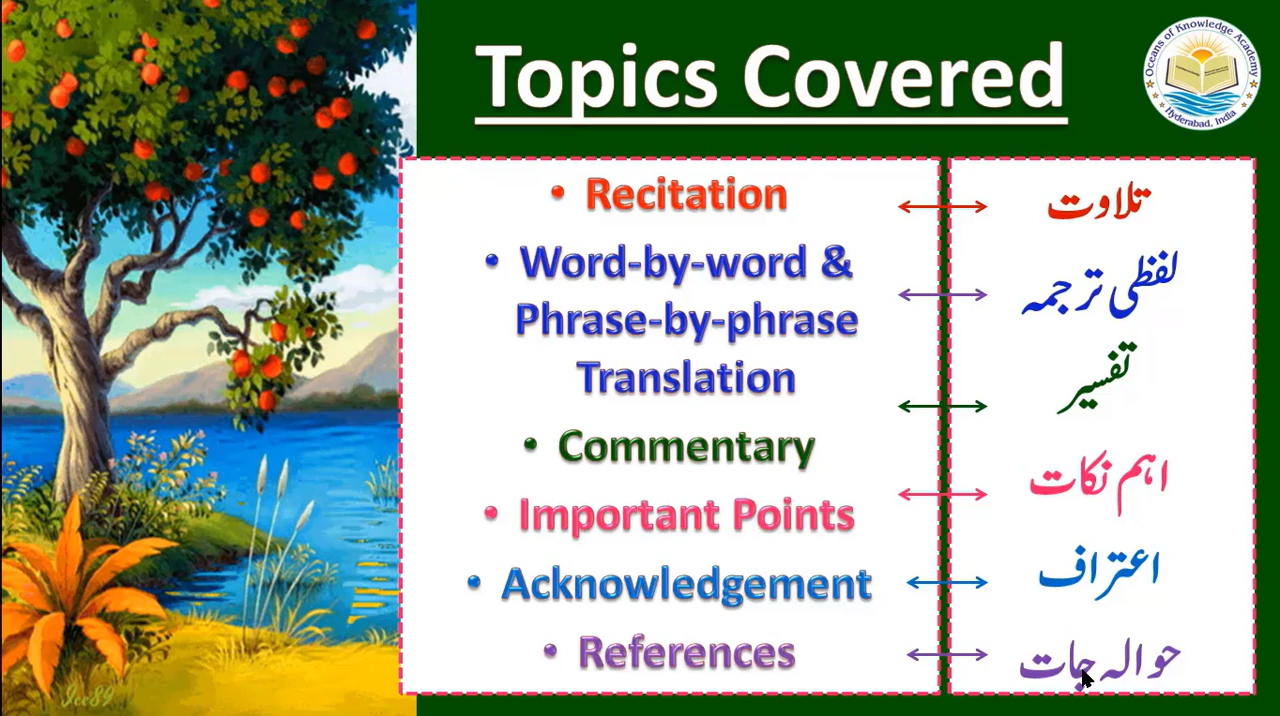 Topics Covered
Oceans of Knowledge Academy
Hyderabad, India
• Recitation
تلاوت
• Word-by-word &
Phrase-by-phrase
Translation
لفظی ترجمہ
• Commentary
تفسیر
• Important Points
اہم نکات
• Acknowledgement
اعتراف
• References
حوالہ جات
Icc89